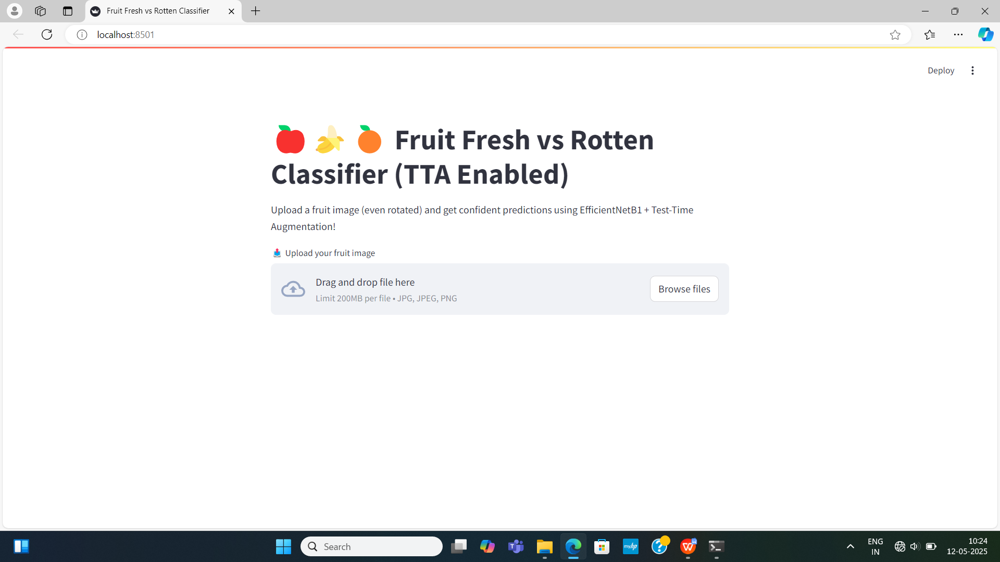 Fruit Fresh vs Rotten Classifier
localhost:8501
Deploy
Fruit Fresh vs Rotten
Classifier (TTA Enabled)
Upload a fruit image (even rotated) and get confident predictions using EfficientNetB1 + Test-Time
Augmentation!
Upload your fruit image
Drag and drop file here
Limit 200MB per file • JPG, JPEG, PNG
Browse files
Search
myhp
ENG
IN
10:24
12-05-2025